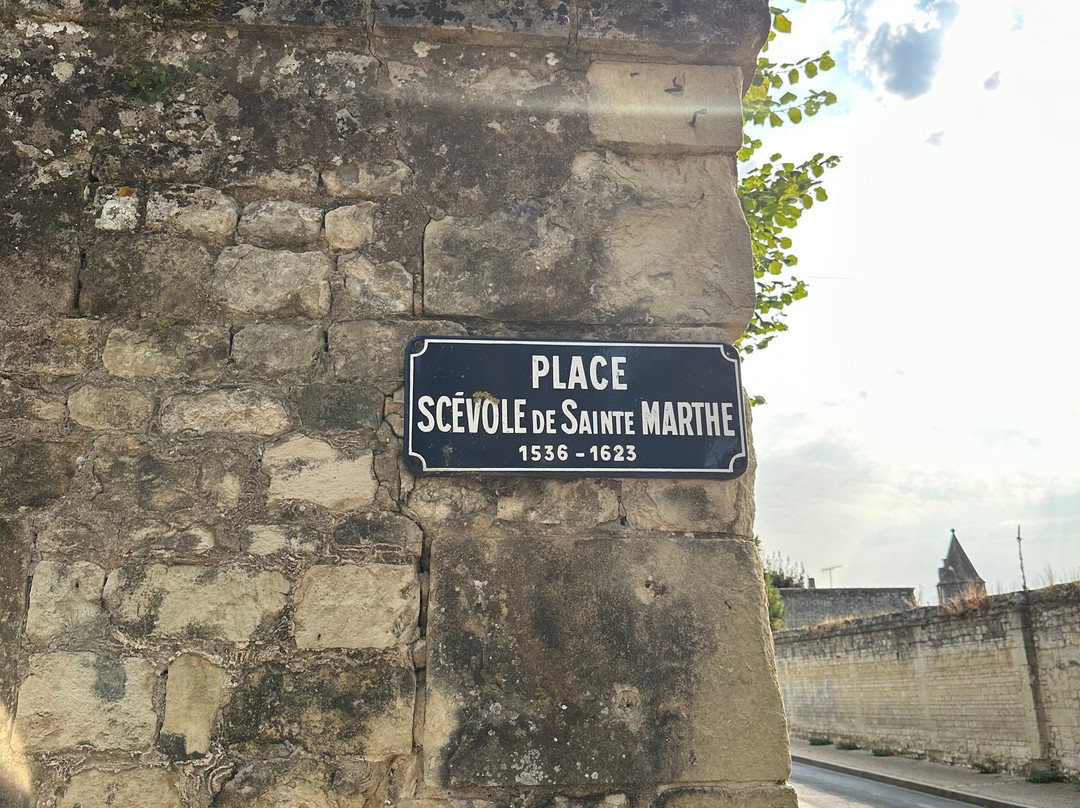 PLACE
SCÉVOLE DE SAINTE MARTHE
1536 - 1623